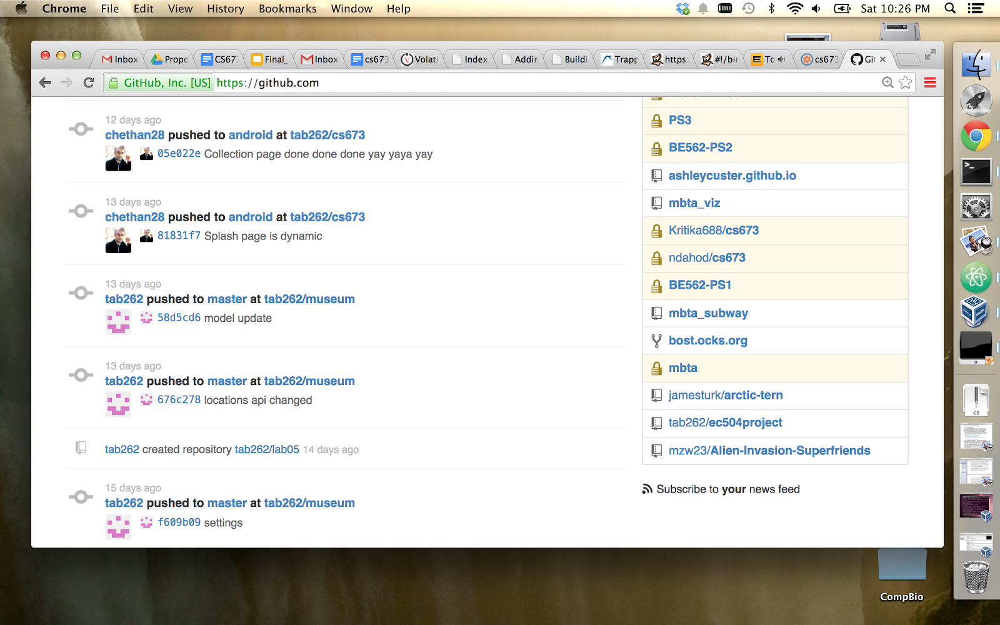 Chrome File Edit View History Bookmarks Window Help Sat 10:26 PM
Inbox Propo CS67 Final_ Inbox cs673 Volati Index Addin Buildi Trapp https: #!/bin To cs673 Git
GitHub, Inc. [US] https://github.com
12 days ago
chethan28 pushed to android at tab262/cs673
05e022e Collection page done done done yay yaya yay
13 days ago
chethan28 pushed to android at tab262/cs673
81831f7 Splash page is dynamic
13 days ago
tab262 pushed to master at tab262/museum
58d5cd6 model update
13 days ago
tab262 pushed to master at tab262/museum
676c278 locations api changed
tab262 created repository tab262/lab05 14 days ago
15 days ago
tab262 pushed to master at tab262/museum
f609b09 settings
PS3
BE562-PS2
ashleycuster.github.io
mbta_viz
Kritika688/cs673
ndahod/cs673
BE562-PS1
mbta_subway
bost.ocks.org
mbta
jamesturk/arctic-tern
tab262/ec504project
mzw23/Alien-Invasion-Superfriends
Subscribe to your news feed
GZ
CompBio